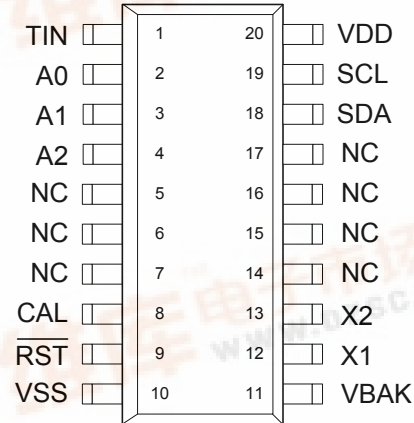 TIN 1 20 VDD
A0 2 19 SCL
A1 3 18 SDA
A2 4 17 NC
NC 5 16 NC
NC 6 15 NC
NC 7 14 NC
CAL 8 13 X2
RST 9 12 X1
VSS 10 11 VBAK